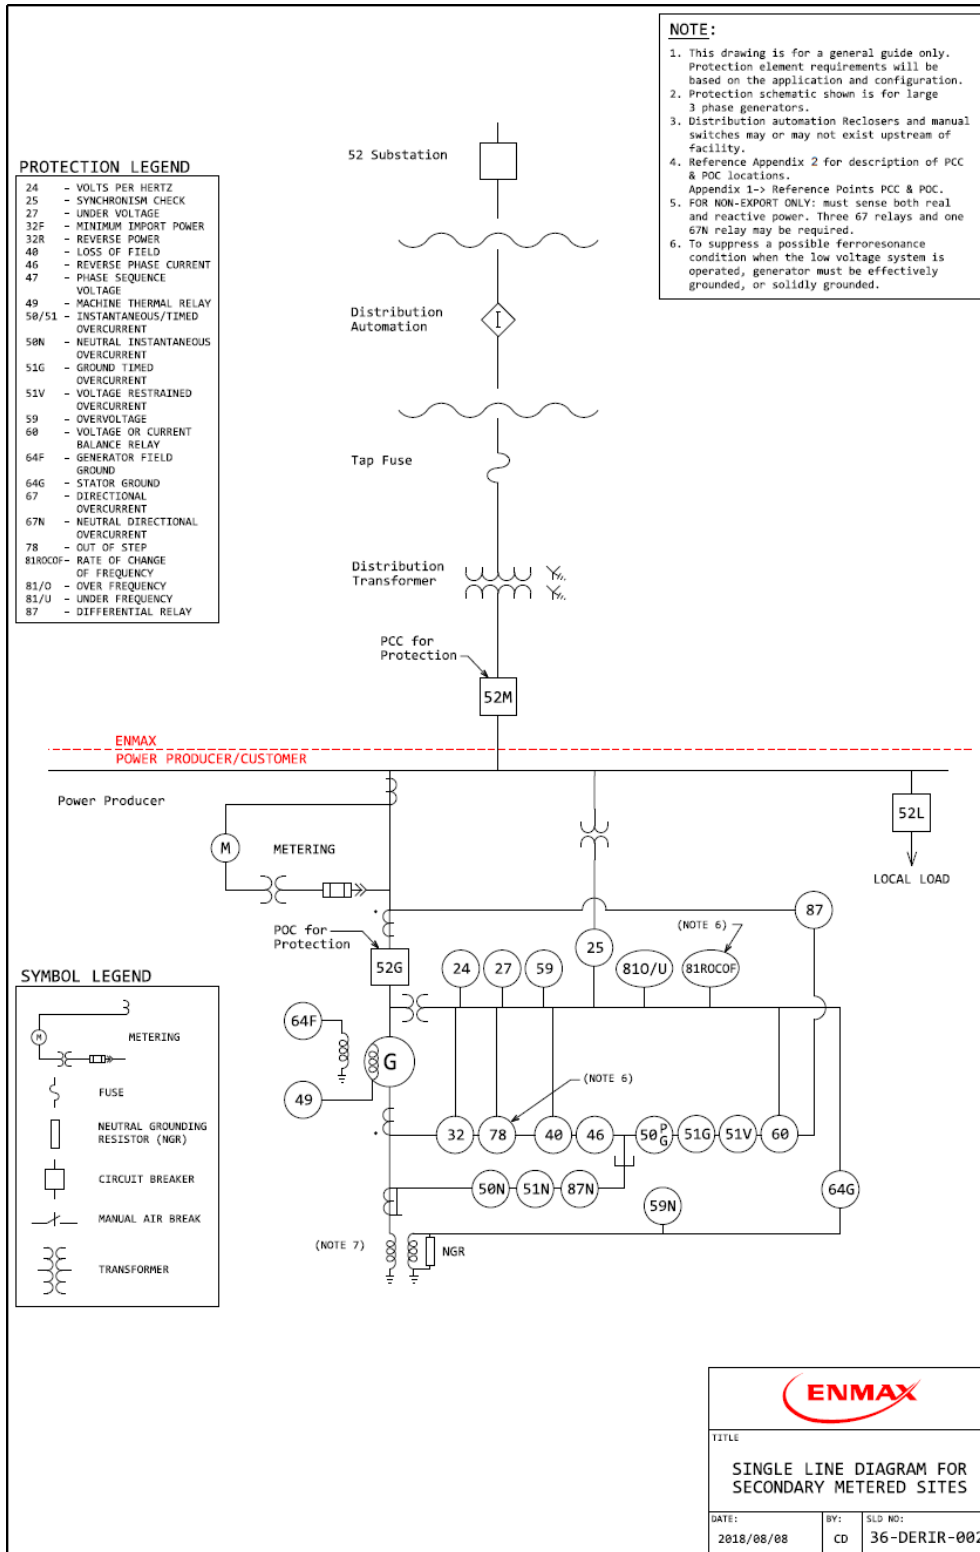 NOTE:
1. This drawing is for a general guide only.
Protection element requirements will be
based on the application and configuration.
2. Protection schematic shown is for large
3 phase generators.
3. Distribution automation Reclosers and manual
switches may or may not exist upstream of
facility.
4. Reference Appendix 2 for description of PCC
& POC locations.
Appendix 1-> Reference Points PCC & POC.
5. FOR NON-EXPORT ONLY: must sense both real
and reactive power. Three 67 relays and one
67N relay may be required.
6. To suppress a possible ferroresonance
condition when the low voltage system is
operated, generator must be effectively
grounded, or solidly grounded.
PROTECTION LEGEND
24 - VOLTS PER HERTZ
25 - SYNCHRONISM CHECK
27 - UNDER VOLTAGE
32F - MINIMUM IMPORT POWER
32R - REVERSE POWER
40 - LOSS OF FIELD
46 - REVERSE PHASE CURRENT
47 - PHASE SEQUENCE
VOLTAGE
49 - MACHINE THERMAL RELAY
50/51 - INSTANTANEOUS/TIMED
OVERCURRENT
50N - NEUTRAL INSTANTANEOUS
OVERCURRENT
51G - GROUND TIMED
OVERCURRENT
51V - VOLTAGE RESTRAINED
OVERCURRENT
59 - OVERVOLTAGE
60 - VOLTAGE OR CURRENT
BALANCE RELAY
64F - GENERATOR FIELD
GROUND
64G - STATOR GROUND
67 - DIRECTIONAL
OVERCURRENT
67N - NEUTRAL DIRECTIONAL
OVERCURRENT
78 - OUT OF STEP
81ROCOF- RATE OF CHANGE
OF FREQUENCY
81/O - OVER FREQUENCY
81/U - UNDER FREQUENCY
87 - DIFFERENTIAL RELAY
52 Substation
Distribution
Automation
I
Tap Fuse
Distribution
Transformer
PCC for
Protection
52M
ENMAX
POWER PRODUCER/CUSTOMER
Power Producer
52L
LOCAL LOAD
M
METERING
87
POC for
Protection
(NOTE 6)
52G
24
27
59
25
81O/U
81ROCOF
64F
G
49
(NOTE 6)
32
78
40
46
50 P
G
51G
51V
60
50N
51N
87N
59N
64G
(NOTE 7)
NGR
SYMBOL LEGEND
M
METERING
FUSE
NEUTRAL GROUNDING
RESISTOR (NGR)
CIRCUIT BREAKER
MANUAL AIR BREAK
TRANSFORMER
ENMAX
TITLE
SINGLE LINE DIAGRAM FOR
SECONDARY METERED SITES
DATE:
2018/08/08
BY:
CD
SLD NO:
36-DERIR-002